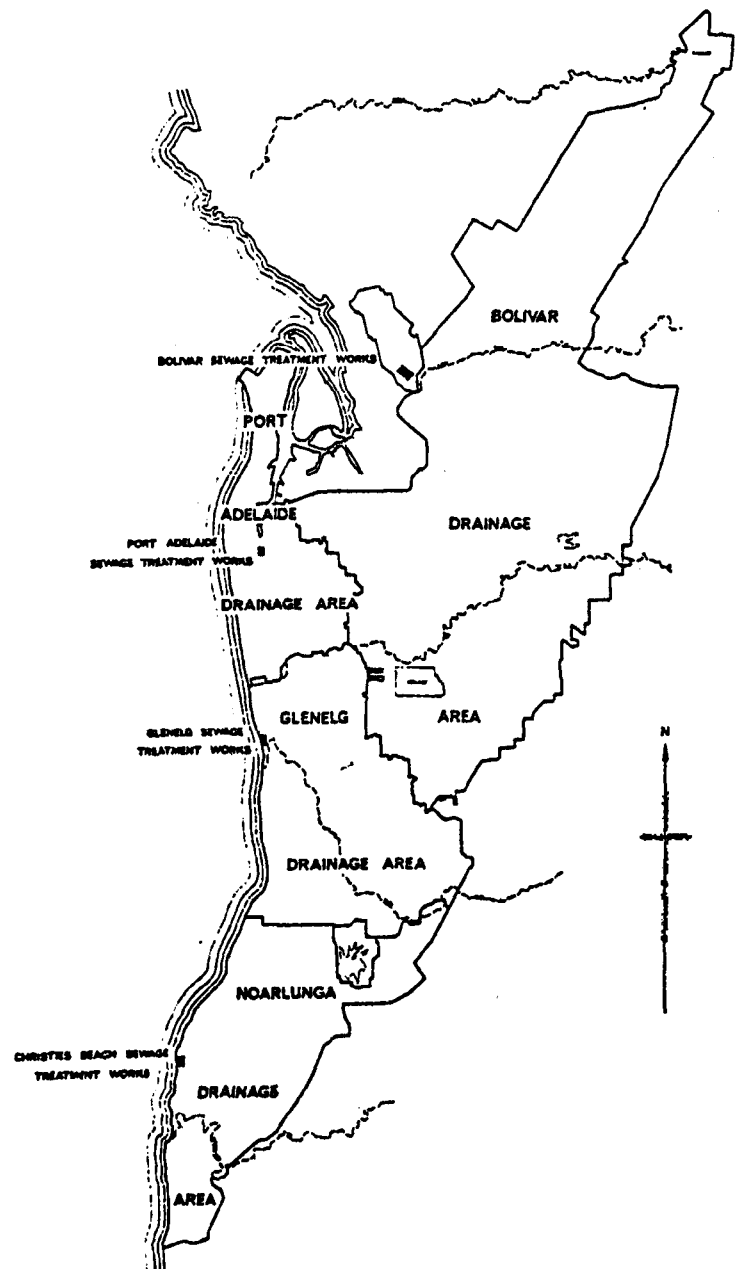 BOLIVAR
BOLIVAR SEWAGE TREATMENT WORKS
PORT
ADELAIDE
DRAINAGE
PORT ADELAIDE
SEWAGE TREATMENT WORKS
DRAINAGE AREA
GLENELG
AREA
GLENELG SEWAGE
TREATMENT WORKS
N
DRAINAGE AREA
NOARLUNGA
CHRISTIES BEACH SEWAGE
TREATMENT WORKS
DRAINAGE
AREA